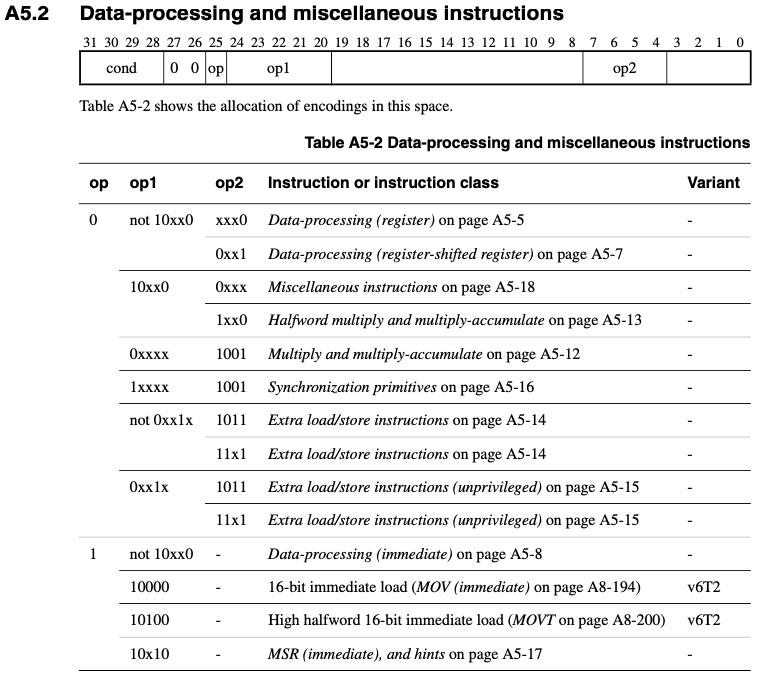 A5.2 Data-processing and miscellaneous instructions
31 30 29 28 27 26 25 24 23 22 21 20 19 18 17 16 15 14 13 12 11 10 9 8 7 6 5 4 3 2 1 0
cond 0 0 op op1 op2
Table A5-2 shows the allocation of encodings in this space.
Table A5-2 Data-processing and miscellaneous instructions
op op1 op2 Instruction or instruction class Variant
0 not 10xx0 xxx0 Data-processing (register) on page A5-5 -
0xx1 Data-processing (register-shifted register) on page A5-7 -
10xx0 0xxx Miscellaneous instructions on page A5-18 -
1xx0 Halfword multiply and multiply-accumulate on page A5-13 -
0xxxx 1001 Multiply and multiply-accumulate on page A5-12 -
1xxxx 1001 Synchronization primitives on page A5-16 -
not 0xx1x 1011 Extra load/store instructions on page A5-14 -
11x1 Extra load/store instructions on page A5-14 -
0xx1x 1011 Extra load/store instructions (unprivileged) on page A5-15 -
11x1 Extra load/store instructions (unprivileged) on page A5-15 -
1 not 10xx0 - Data-processing (immediate) on page A5-8 -
10000 - 16-bit immediate load (MOV (immediate) on page A8-194) v6T2
10100 - High halfword 16-bit immediate load (MOVT on page A8-200) v6T2
10x10 - MSR (immediate), and hints on page A5-17 -